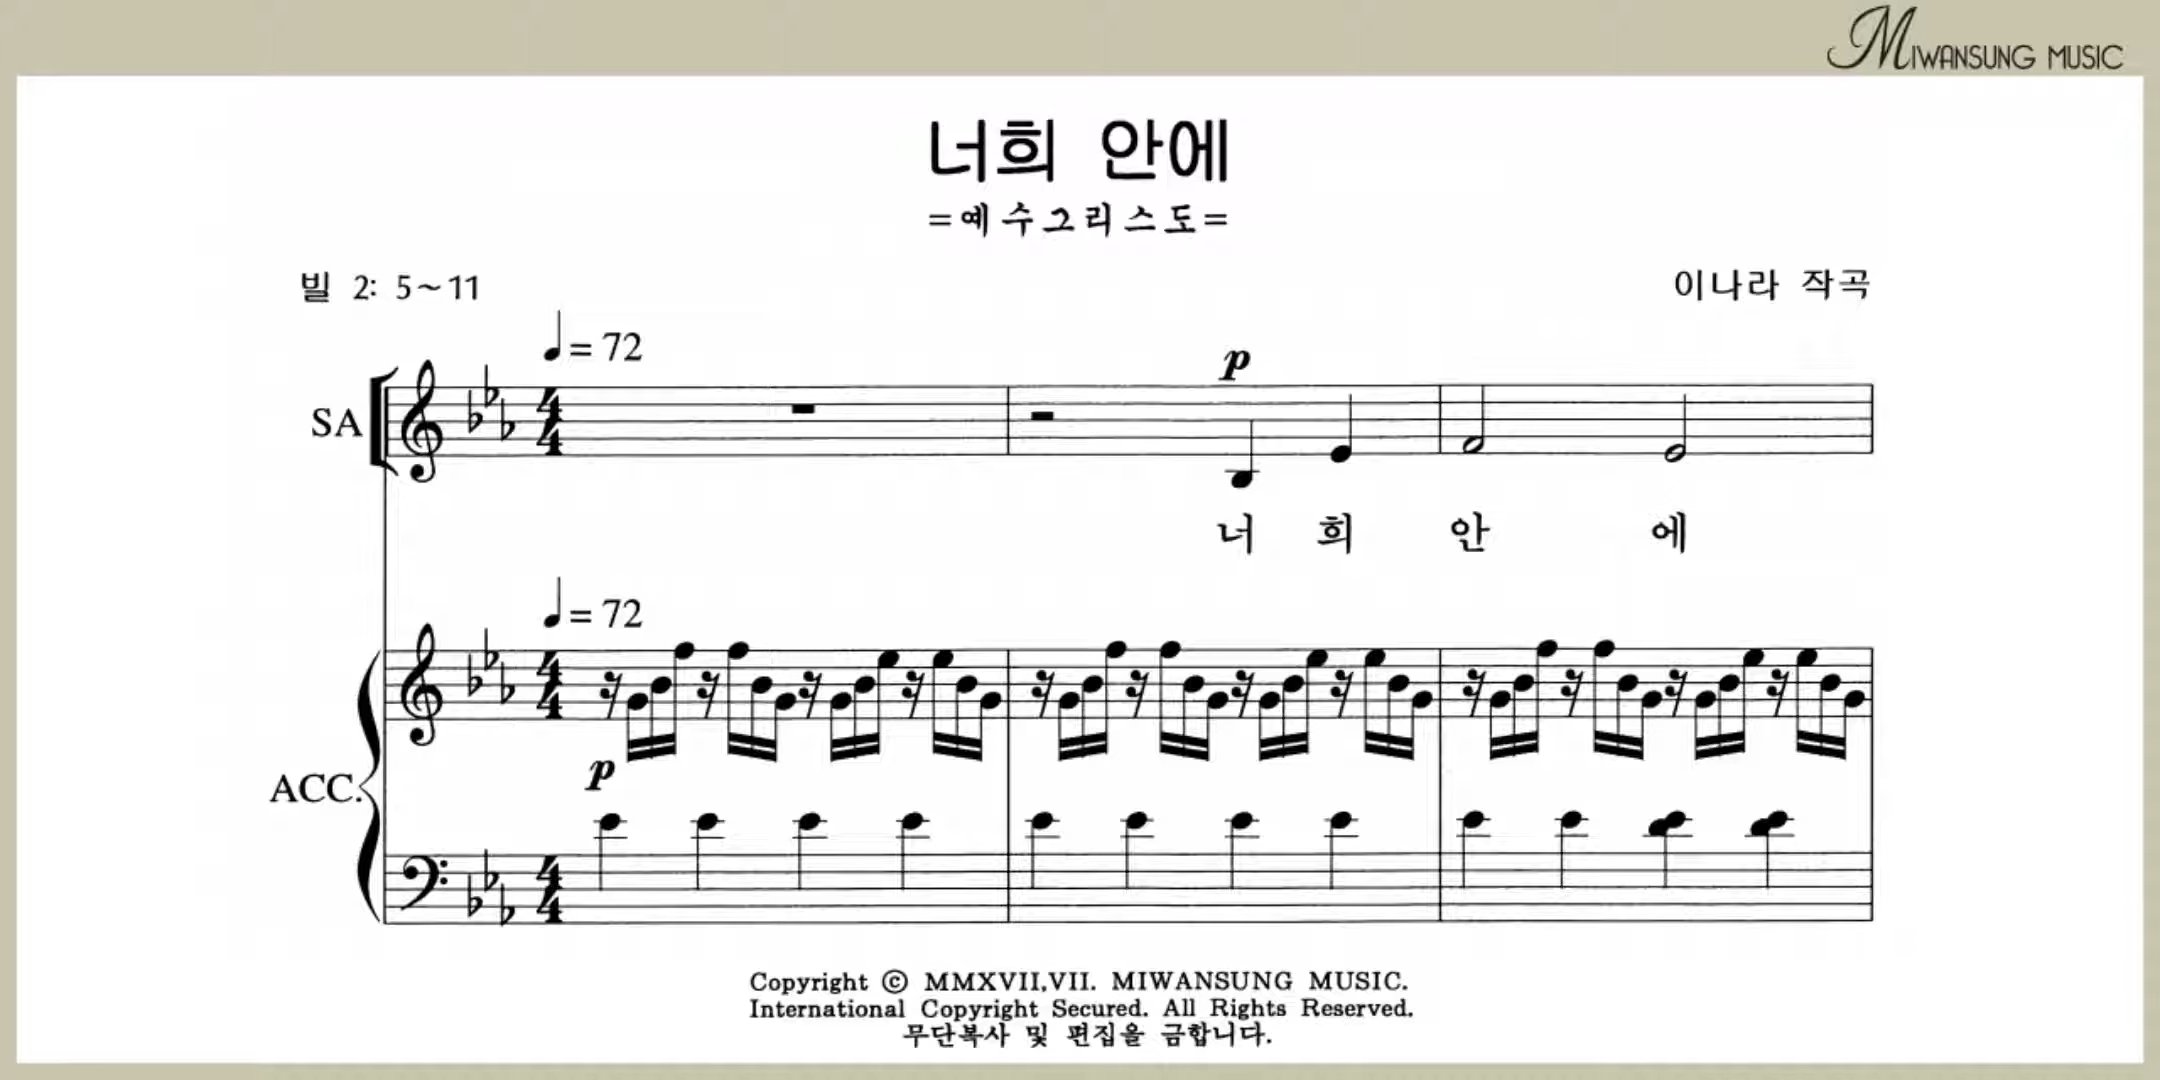 MIWANSUNG MUSIC
너희 안에
=예수그리스도=
빌 2: 5~11
이나라 작곡
♩= 72
p
SA
너 희 안 에
♩= 72
p
ACC.
Copyright ⓒ MMXVII,VII. MIWANSUNG MUSIC.
International Copyright Secured. All Rights Reserved.
무단복사 및 편집을 금합니다.